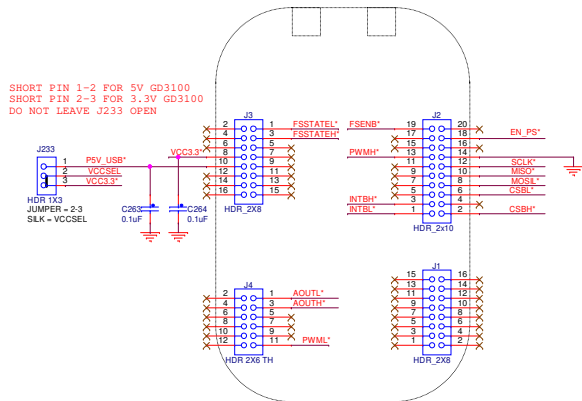 SHORT PIN 1-2 FOR 5V GD3100
SHORT PIN 2-3 FOR 3.3V GD3100
DO NOT LEAVE J233 OPEN
J233
1 P5V_USB*
2 VCCSEL
3 VCC3.3*
HDR 1X3
JUMPER = 2-3
SILK = VCCSEL
C263
0.1uF
C264
0.1uF
VCC3.3*
J3
2 1 FSSTATEL*
4 3 FSSTATEH*
6 5
8 7
10 9
12 11
14 13
16 15
HDR_2X8
J2
FSENB* 19 20
17 18 EN_PS*
15 16
PWMH* 13 14
11 12 SCLK*
9 10 MISO*
7 8 MOSIL*
5 6 CSBL*
INTBH* 3 4
INTBL* 1 2 CSBH*
HDR_2x10
J4
2 1 AOUTL*
4 3 AOUTH*
6 5
8 7
10 9
12 11 PWML*
HDR 2X6 TH
J1
15 16
13 14
11 12
9 10
7 8
5 6
3 4
1 2
HDR_2X8